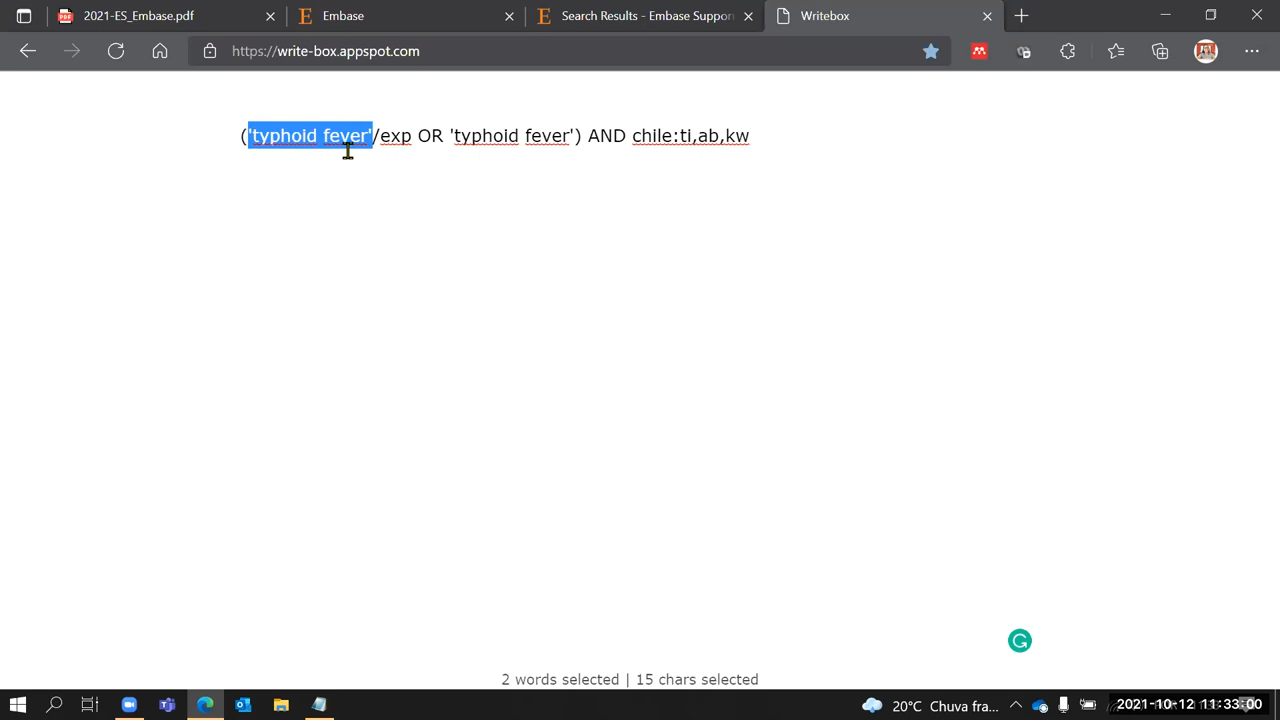 2021-ES_Embase.pdf
Embase
Search Results - Embase Suppor
Writebox
https://write-box.appspot.com
('typhoid fever'/exp OR 'typhoid fever') AND chile:ti,ab,kw
2 words selected | 15 chars selected
20°C Chuva fra...
2021-10-12 11:33:00